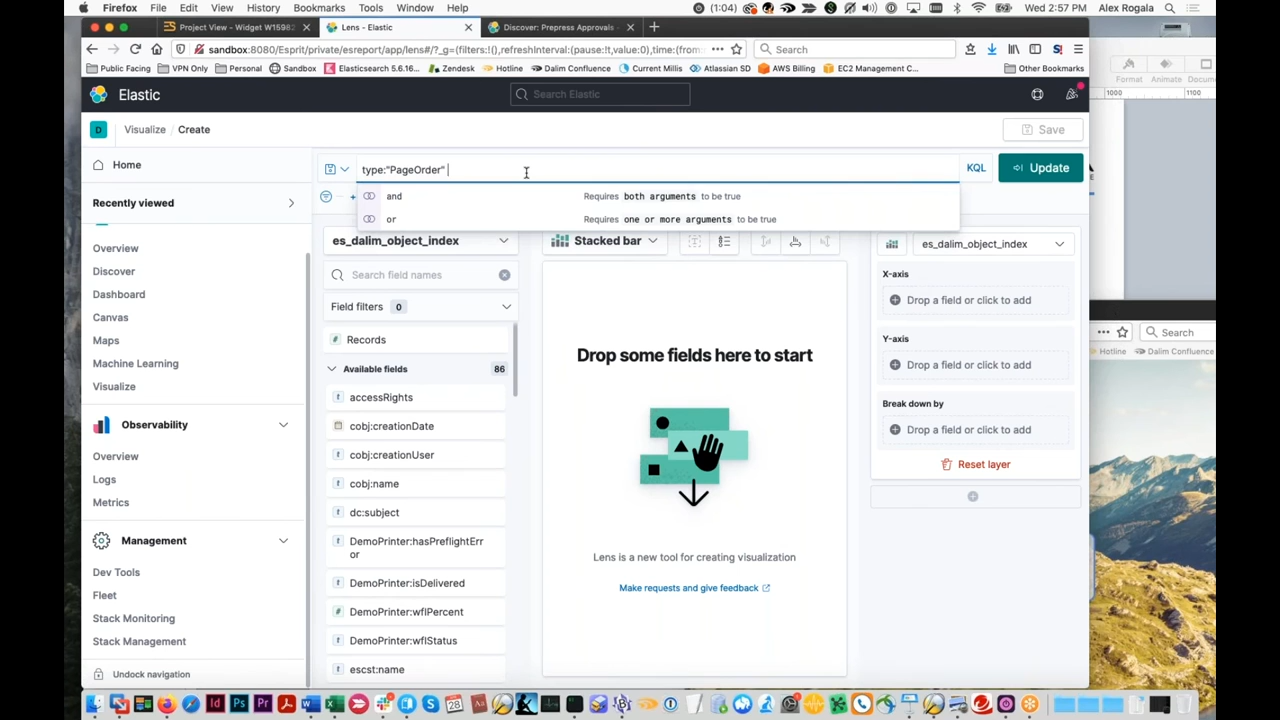 Firefox File Edit View History Bookmarks Tools Window Help
(1:04) Wed 2:57 PM Alex Rogala
Project View - Widget W15982
Lens - Elastic
Discover: Prepress Approvals -
sandbox:8080/Esprit/private/esreport/app/lens#/?_g=(filters:!(),refreshInterval:(pause:!t,value:0),time:(from:
Search
Public Facing VPN Only Personal Sandbox Elasticsearch - 5.6.16... Zendesk Hotline Dalim Confluence Current Millis Atlassian SD AWS Billing EC2 Management C... Other Bookmarks
Elastic
Search Elastic
D
Visualize / Create
Save
Home
Recently viewed
Overview
Discover
Dashboard
Canvas
Maps
Machine Learning
Visualize
Observability
Overview
Logs
Metrics
Management
Dev Tools
Fleet
Stack Monitoring
Stack Management
Undock navigation
type:"PageOrder"
KQL
Update
and Requires both arguments to be true
or Requires one or more arguments to be true
es_dalim_object_index
Search field names
Field filters 0
Records
Available fields 86
accessRights
cobj:creationDate
cobj:creationUser
cobj:name
dc:subject
DemoPrinter:hasPreflightErr
or
DemoPrinter:isDelivered
DemoPrinter:wflPercent
DemoPrinter:wflStatus
escst:name
Stacked bar
Drop some fields here to start
Lens is a new tool for creating visualization
Make requests and give feedback
es_dalim_object_index
X-axis
Drop a field or click to add
Y-axis
Drop a field or click to add
Break down by
Drop a field or click to add
Reset layer
Format Animate Docum
1000 1100
Search
Hotline Dalim Confluence